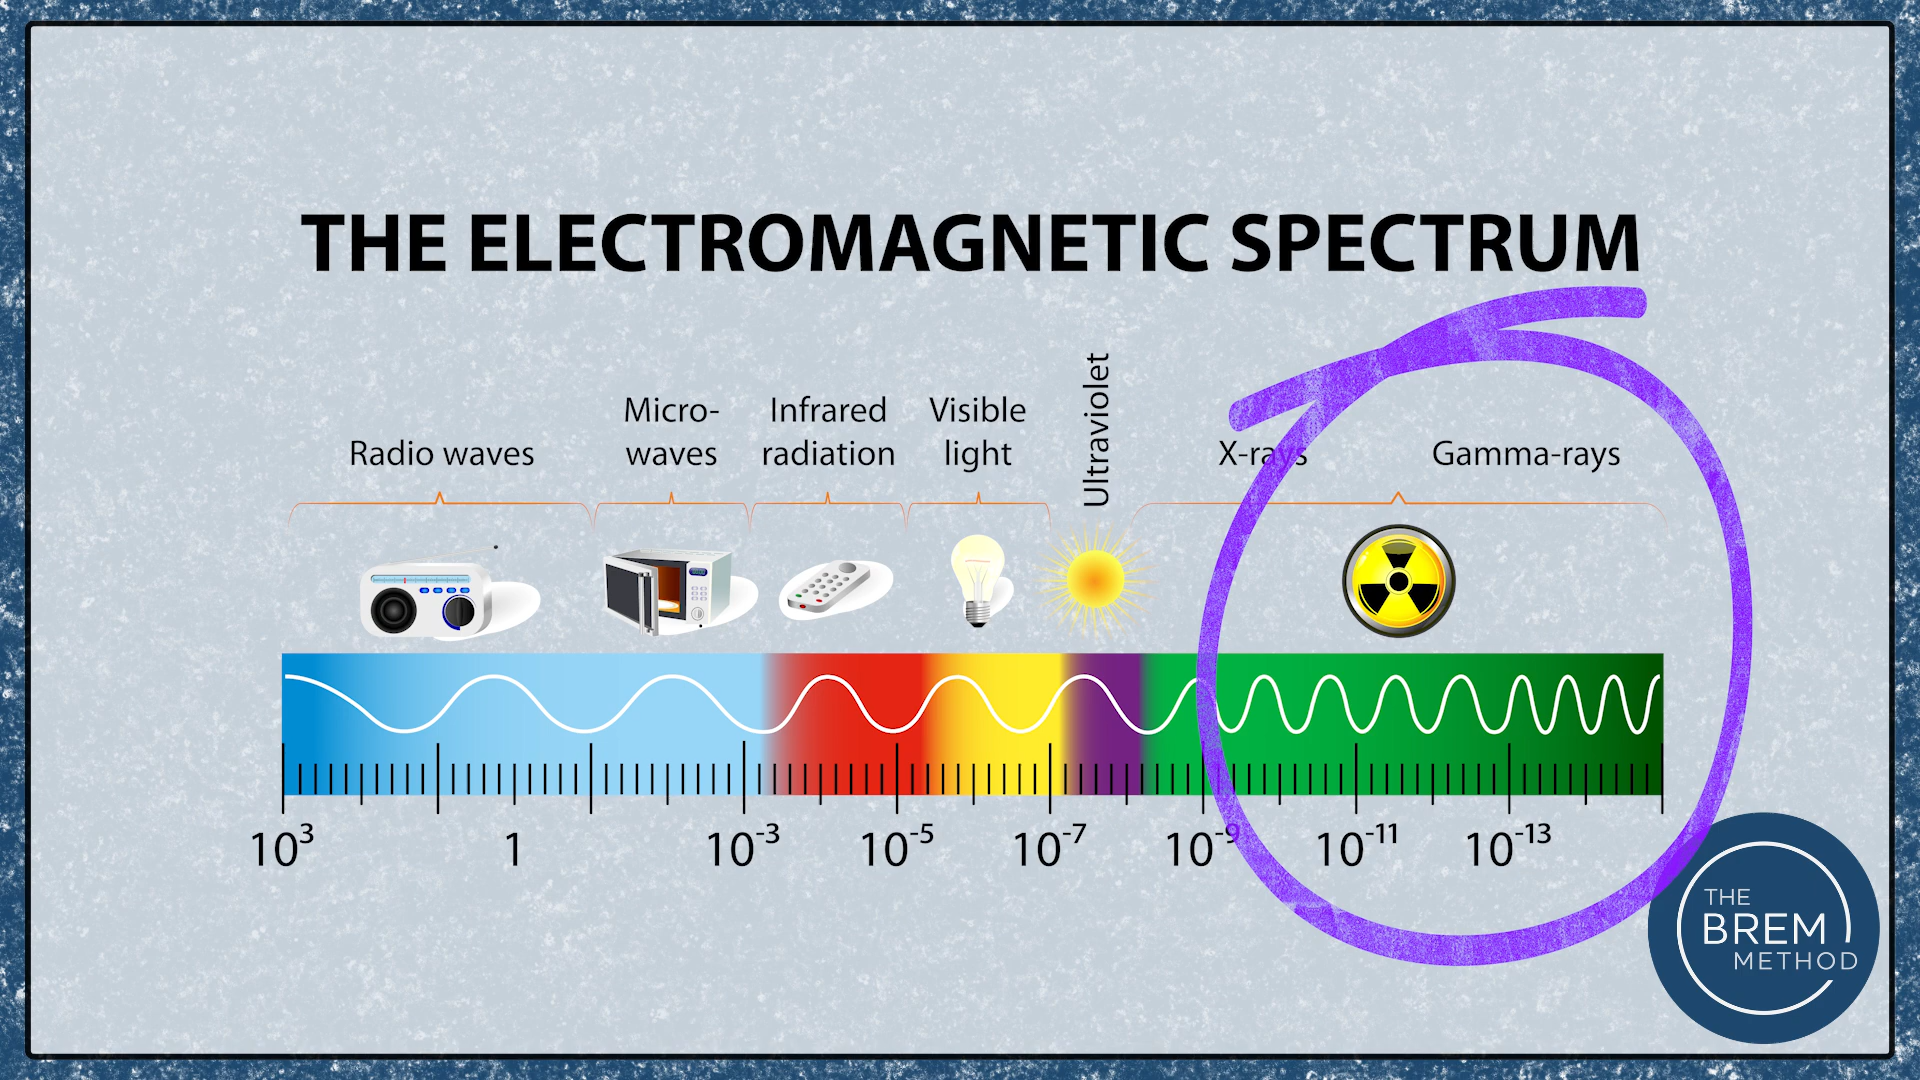 THE ELECTROMAGNETIC SPECTRUM
Radio waves
Micro-
waves
Infrared
radiation
Visible
light
Ultraviolet
X-rays
Gamma-rays
10³ 1 10⁻³ 10⁻⁵ 10⁻⁷ 10⁻⁹ 10⁻¹¹ 10⁻¹³
THE
BREM
METHOD